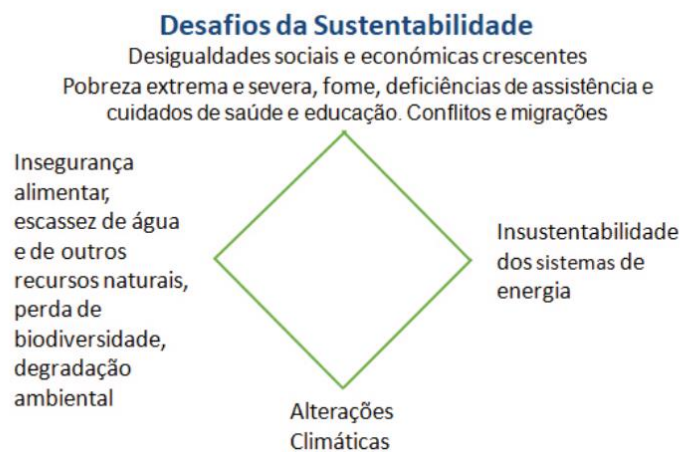 Desafios da Sustentabilidade
Desigualdades sociais e económicas crescentes
Pobreza extrema e severa, fome, deficiências de assistência e
cuidados de saúde e educação. Conflitos e migrações
Insegurança
alimentar,
escassez de água
e de outros
recursos naturais,
perda de
biodiversidade,
degradação
ambiental
Insustentabilidade
dos sistemas de
energia
Alterações
Climáticas